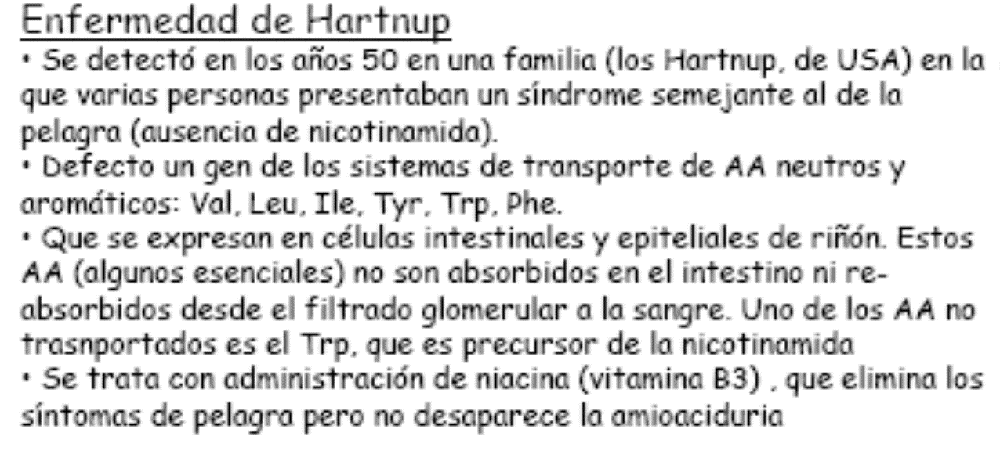 Enfermedad de Hartnup
• Se detectó en los años 50 en una familia (los Hartnup, de USA) en la
que varias personas presentaban un síndrome semejante al de la
pelagra (ausencia de nicotinamida).
• Defecto un gen de los sistemas de transporte de AA neutros y
aromáticos: Val, Leu, Ile, Tyr, Trp, Phe.
• Que se expresan en células intestinales y epiteliales de riñón. Estos
AA (algunos esenciales) no son absorbidos en el intestino ni re-
absorbidos desde el filtrado glomerular a la sangre. Uno de los AA no
trasnportados es el Trp, que es precursor de la nicotinamida
• Se trata con administración de niacina (vitamina B3) , que elimina los
síntomas de pelagra pero no desaparece la amioaciduria